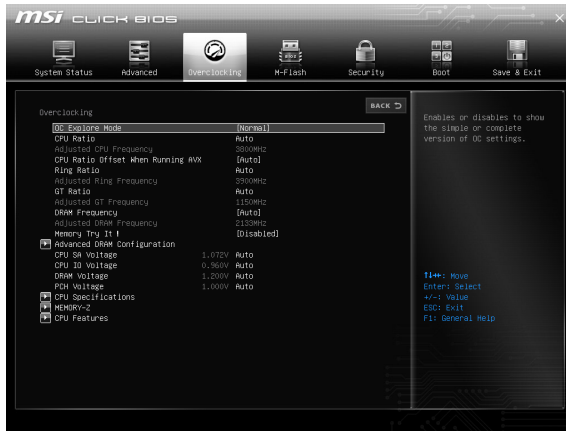 msi CLICK BIOS
X
System Status Advanced Overclocking M-Flash Security Boot Save & Exit
BACK
Overclocking
OC Explore Mode [Normal]
CPU Ratio Auto
Adjusted CPU Frequency 3800MHz
CPU Ratio Offset When Running AVX [Auto]
Ring Ratio Auto
Adjusted Ring Frequency 3900MHz
GT Ratio Auto
Adjusted GT Frequency 1150MHz
DRAM Frequency [Auto]
Adjusted DRAM Frequency 2133MHz
Memory Try It ! [Disabled]
Advanced DRAM Configuration
CPU SA Voltage 1.072V Auto
CPU IO Voltage 0.960V Auto
DRAM Voltage 1.200V Auto
PCH Voltage 1.000V Auto
CPU Specifications
MEMORY-Z
CPU Features
Enables or disables to show
the simple or complete
version of OC settings.
↑↓→←: Move
Enter: Select
+/-: Value
ESC: Exit
F1: General Help